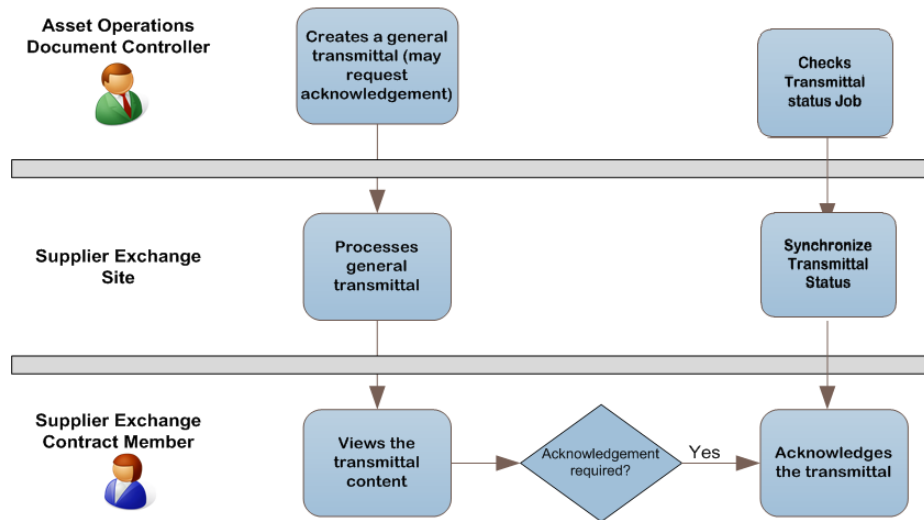 Asset Operations
Document Controller
Creates a general
transmittal (may
request
acknowledgement)
Checks
Transmittal
status Job
Supplier Exchange
Site
Processes
general
transmittal
Synchronize
Transmittal
Status
Supplier Exchange
Contract Member
Views the
transmittal
content
Acknowledgement
required?
Yes
Acknowledges
the transmittal